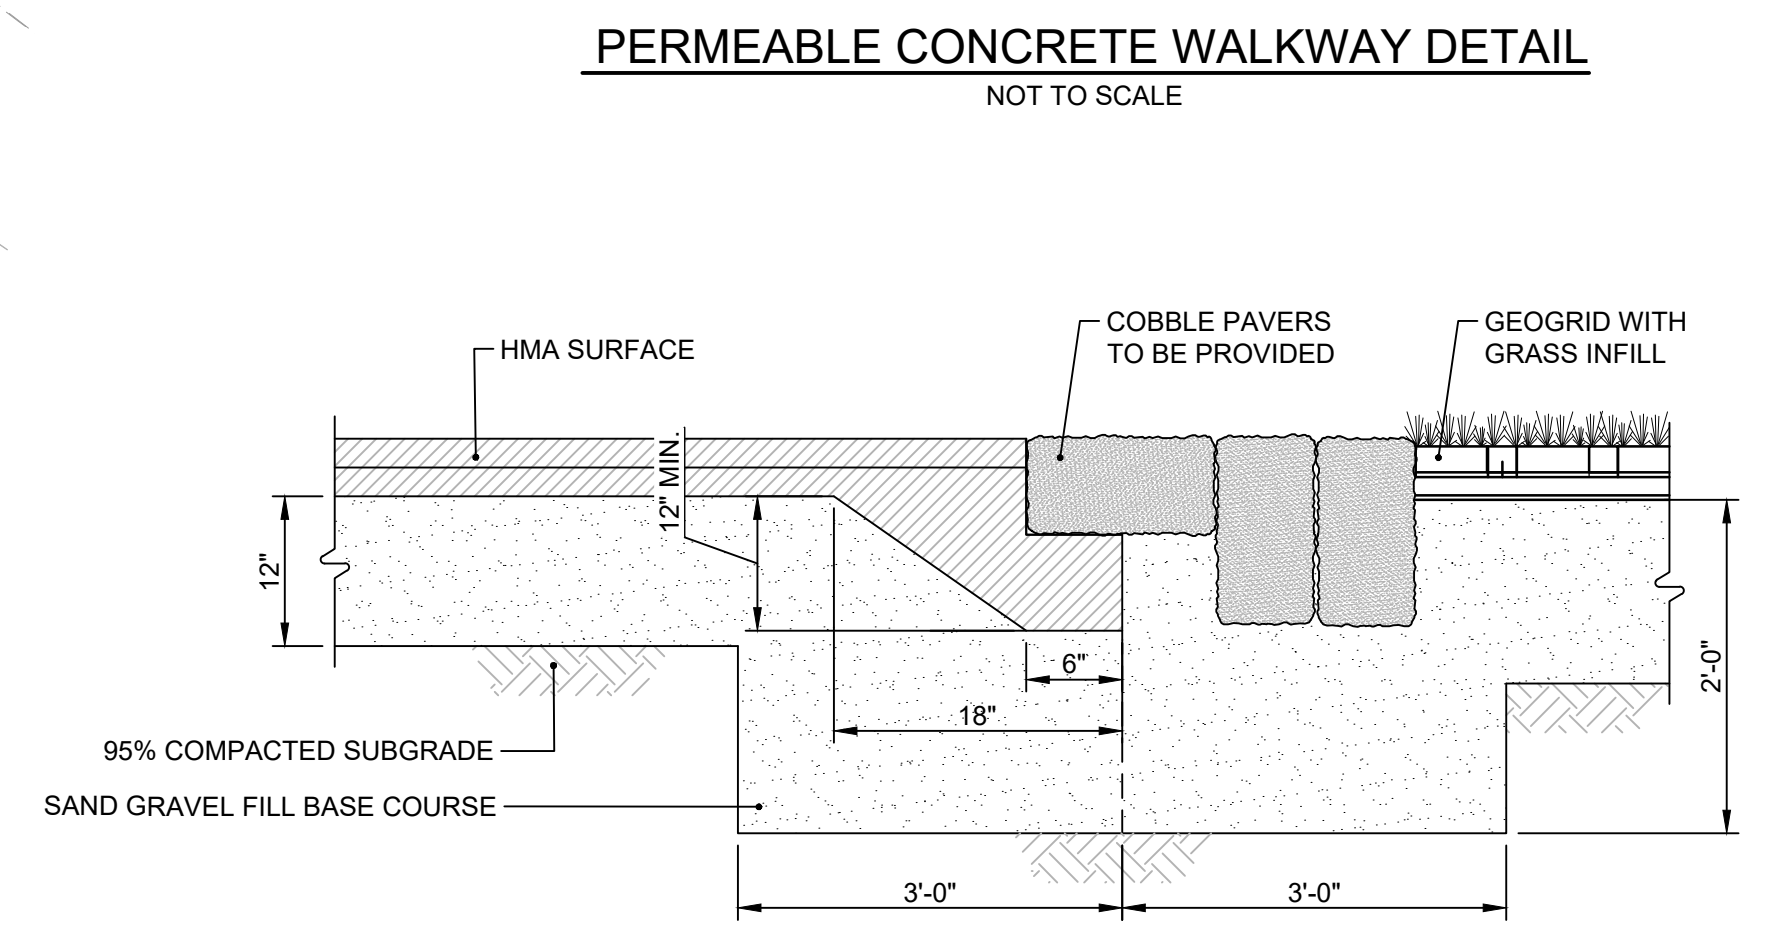 PERMEABLE CONCRETE WALKWAY DETAIL
NOT TO SCALE
HMA SURFACE
COBBLE PAVERS
TO BE PROVIDED
GEOGRID WITH
GRASS INFILL
12" MIN.
12"
6"
18"
2'-0"
95% COMPACTED SUBGRADE
SAND GRAVEL FILL BASE COURSE
3'-0"
3'-0"